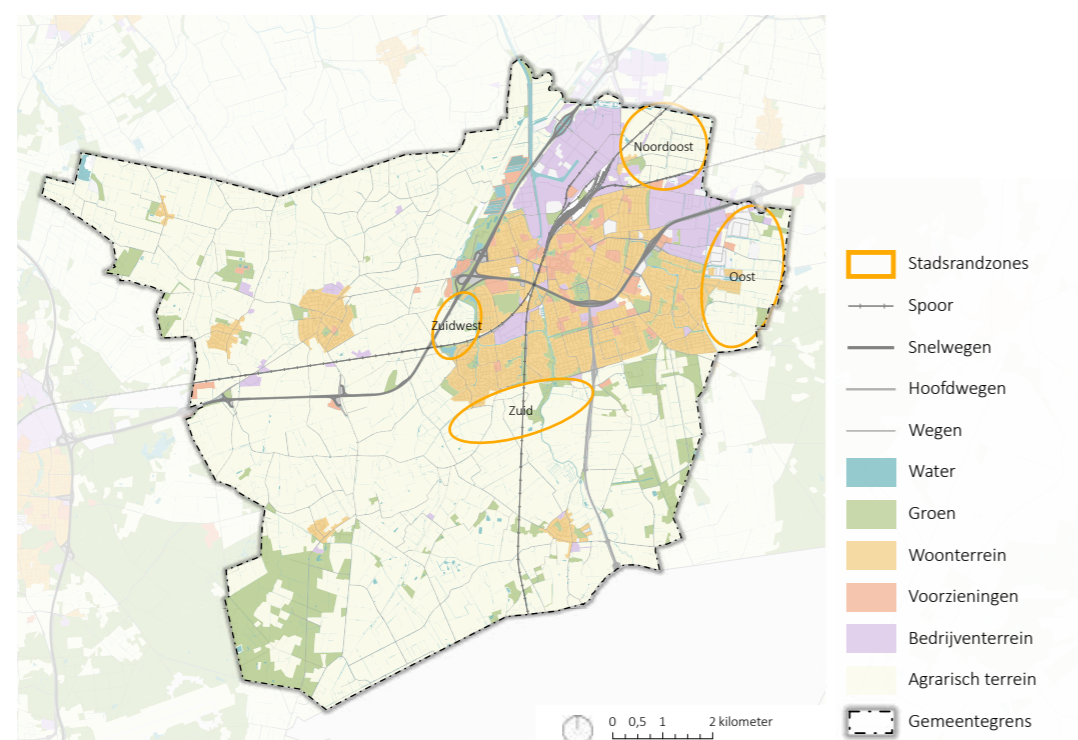 Noordoost
Oost
Zuidwest
Zuid
Stadsrandzones
Spoor
Snelwegen
Hoofdwegen
Wegen
Water
Groen
Woonterrein
Voorzieningen
Bedrijventerrein
Agrarisch terrein
Gemeentegrens
0 0,5 1 2 kilometer